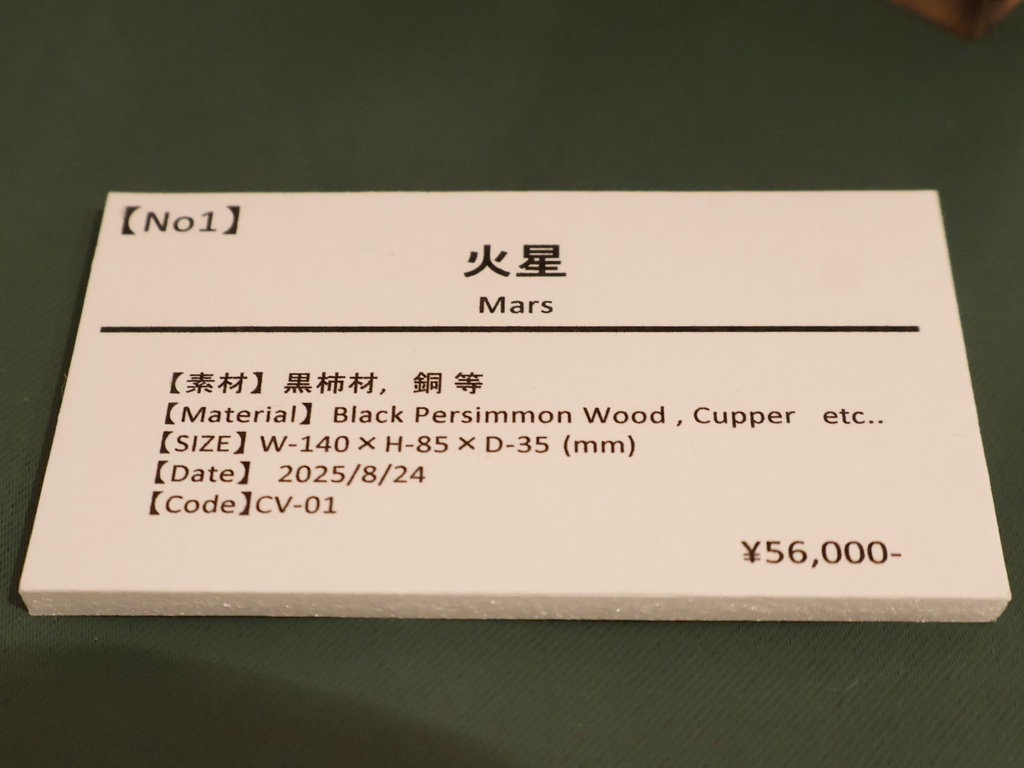 【No1】
火星
Mars
【素材】 黒柿材, 銅 等
【Material】 Black Persimmon Wood , Cupper etc..
【SIZE】 W-140×H-85×D-35 (mm)
【Date】 2025/8/24
【Code】CV-01
¥56,000-